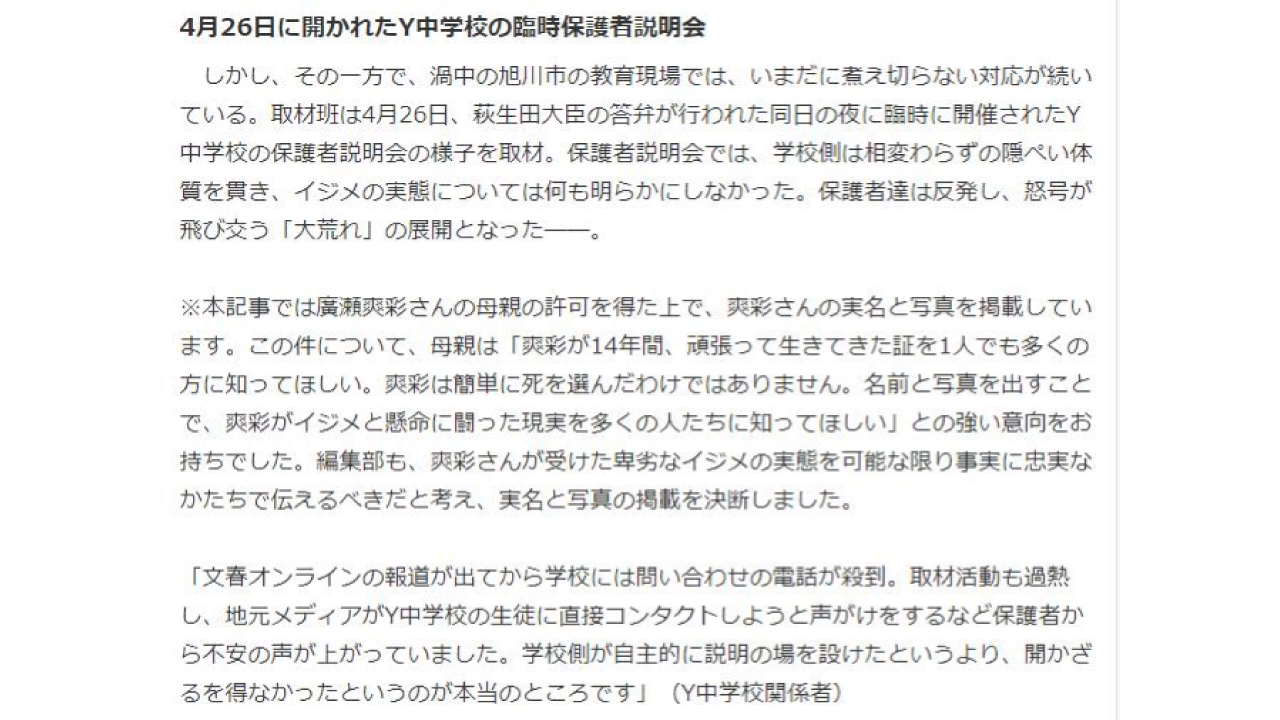 4月26日に開かれたY中学校の臨時保護者説明会
しかし、その一方で、渦中の旭川市の教育現場では、いまだに煮え切らない対応が続い
ている。取材班は4月26日、萩生田大臣の答弁が行われた同日の夜に臨時に開催されたY
中学校の保護者説明会の様子を取材。保護者説明会では、学校側は相変わらずの隠ぺい体
質を貫き、イジメの実態については何も明らかにしなかった。保護者達は反発し、怒号が
飛び交う「大荒れ」の展開となった――。
※本記事では廣瀬爽彩さんの母親の許可を得た上で、爽彩さんの実名と写真を掲載してい
ます。この件について、母親は「爽彩が14年間、頑張って生きてきた証を1人でも多くの
方に知ってほしい。爽彩は簡単に死を選んだわけではありません。名前と写真を出すこと
で、爽彩がイジメと懸命に闘った現実を多くの人たちに知ってほしい」との強い意向をお
持ちでした。編集部も、爽彩さんが受けた卑劣なイジメの実態を可能な限り事実に忠実な
かたちで伝えるべきだと考え、実名と写真の掲載を決断しました。
「文春オンラインの報道が出てから学校には問い合わせの電話が殺到。取材活動も過熱
し、地元メディアがY中学校の生徒に直接コンタクトしようと声がけをするなど保護者か
ら不安の声が上がっていました。学校側が自主的に説明の場を設けたというより、開かざ
るを得なかったというのが本当のところです」（Y中学校関係者）